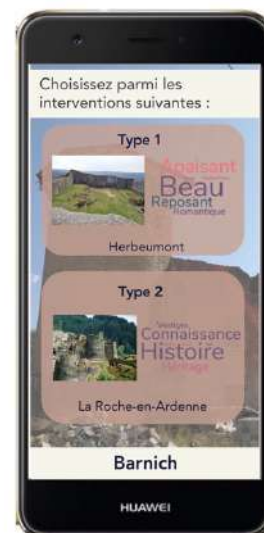 Choisissez parmi les
interventions suivantes :
Type 1
Apaisant
Beau
Reposant
Romantique
Herbeumont
Type 2
Vestiges
Connaissance
Histoire
Héritage
La Roche-en-Ardenne
Barnich
HUAWEI